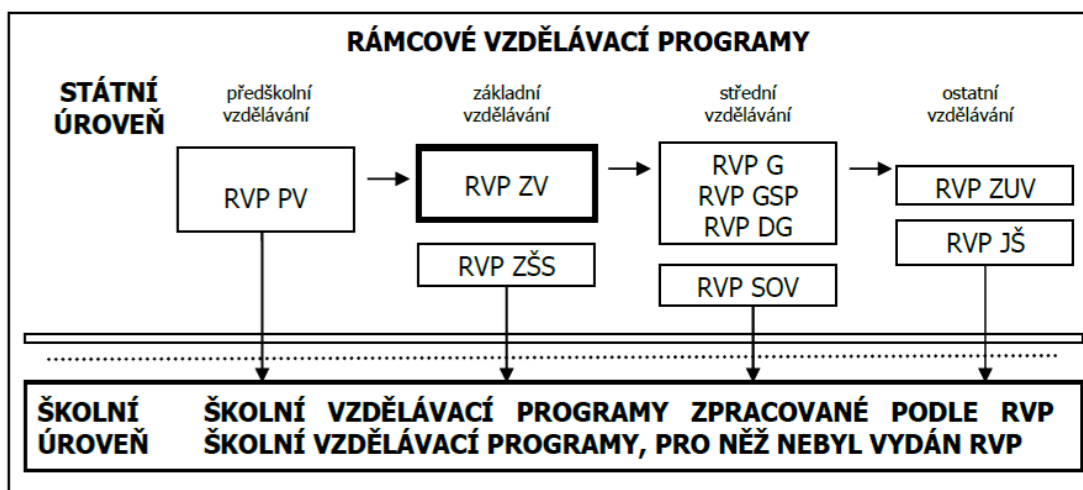 RÁMCOVÉ VZDĚLÁVACÍ PROGRAMY
STÁTNÍ
ÚROVEŇ
předškolní
vzdělávání
základní
vzdělávání
střední
vzdělávání
ostatní
vzdělávání
RVP PV
RVP ZV
RVP ZŠS
RVP G
RVP GSP
RVP DG
RVP SOV
RVP ZUV
RVP JŠ
ŠKOLNÍ ŠKOLNÍ VZDĚLÁVACÍ PROGRAMY ZPRACOVANÉ PODLE RVP
ÚROVEŇ ŠKOLNÍ VZDĚLÁVACÍ PROGRAMY, PRO NĚŽ NEBYL VYDÁN RVP